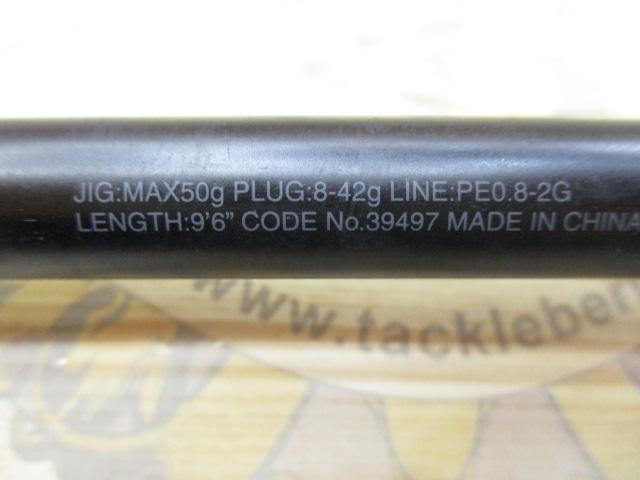 JIG:MAX50g PLUG:8-42g LINE:PE0.8-2G
LENGTH:9'6" CODE No.39497 MADE IN CHINA
www.tackleber